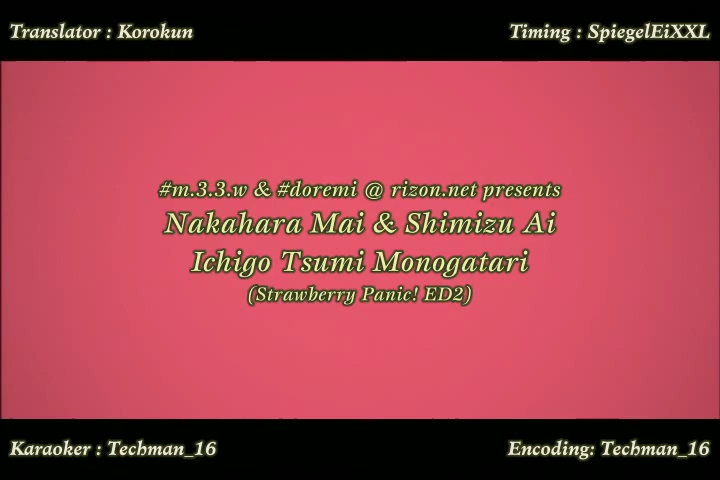 Translator : Korokun
Timing : SpiegelEiXXL
#m.3.3.w & #doremi @ rizon.net presents
Nakahara Mai & Shimizu Ai
Ichigo Tsumi Monogatari
(Strawberry Panic! ED2)
Karaoker : Techman_16
Encoding: Techman_16